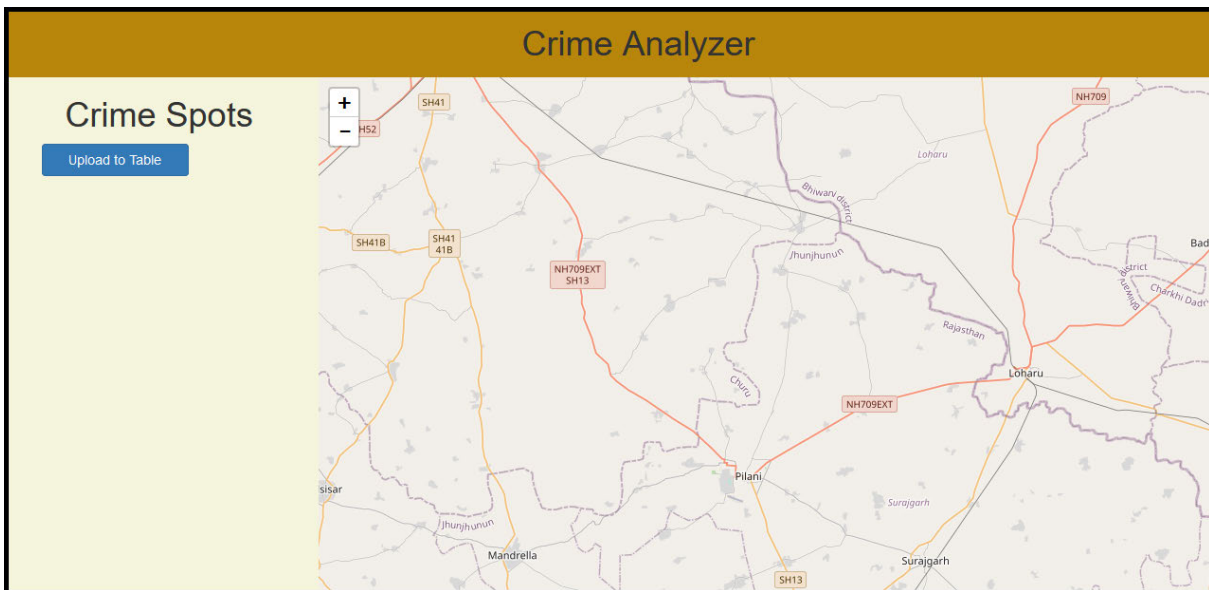 Crime Analyzer
Crime Spots
Upload to Table
+
−
H52
SH41
NH709
Loharu
Bhiwani district
SH41B
SH41
41B
Jhunjhunun
Bad
NH709EXT
SH13
district
Bhiwani
Charkhi Dadr
Rajasthan
Loharu
Churu
NH709EXT
Pilani
sisar
Surajgarh
Jhunjhunun
Mandrella
Surajgarh
SH13